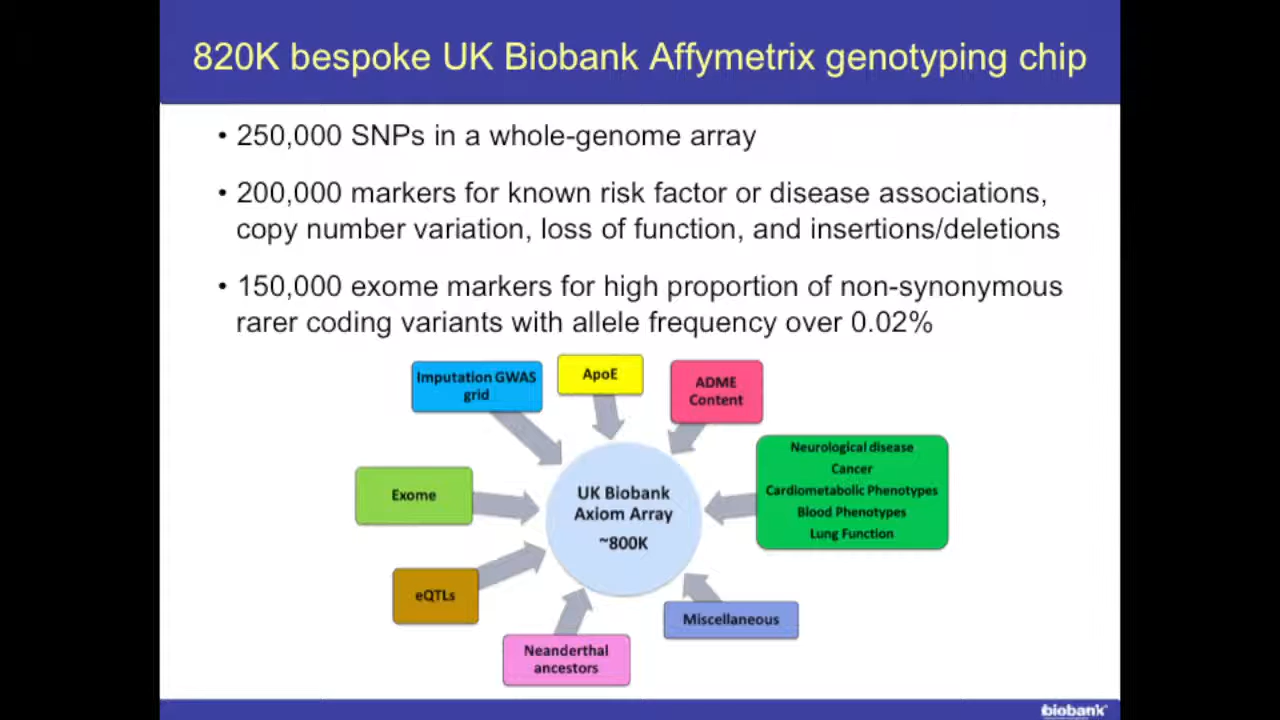 820K bespoke UK Biobank Affymetrix genotyping chip
• 250,000 SNPs in a whole-genome array
• 200,000 markers for known risk factor or disease associations,
copy number variation, loss of function, and insertions/deletions
• 150,000 exome markers for high proportion of non-synonymous
rarer coding variants with allele frequency over 0.02%
Imputation GWAS
grid
ApoE
ADME
Content
Neurological disease
Cancer
Cardiometabolic Phenotypes
Blood Phenotypes
Lung Function
Exome
UK Biobank
Axiom Array
~800K
eQTLs
Miscellaneous
Neanderthal
ancestors
biobank